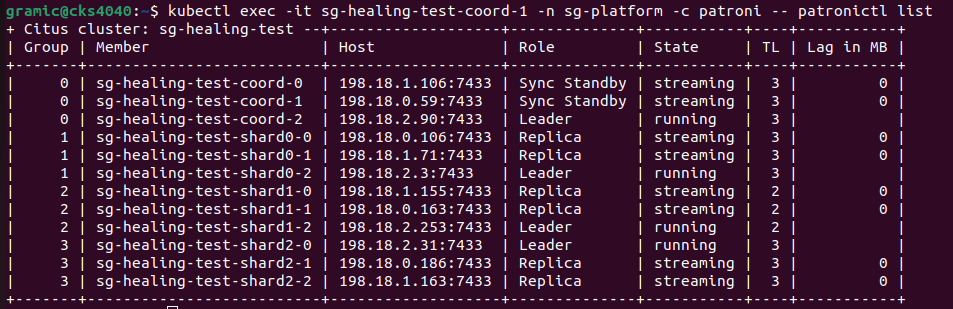 gramic@cks4040:~$ kubectl exec -it sg-healing-test-coord-1 -n sg-platform -c patroni -- patronictl list
+ Citus cluster: sg-healing-test --+-------------------+--------------+-----------+----+-----------+
| Group | Member                   | Host              | Role         | State     | TL | Lag in MB |
+-------+--------------------------+-------------------+--------------+-----------+----+-----------+
|     0 | sg-healing-test-coord-0  | 198.18.1.106:7433 | Sync Standby | streaming |  3 |         0 |
|     0 | sg-healing-test-coord-1  | 198.18.0.59:7433  | Sync Standby | streaming |  3 |         0 |
|     0 | sg-healing-test-coord-2  | 198.18.2.90:7433  | Leader       | running   |  3 |           |
|     1 | sg-healing-test-shard0-0 | 198.18.0.106:7433 | Replica      | streaming |  3 |         0 |
|     1 | sg-healing-test-shard0-1 | 198.18.1.71:7433  | Replica      | streaming |  3 |         0 |
|     1 | sg-healing-test-shard0-2 | 198.18.2.3:7433   | Leader       | running   |  3 |           |
|     2 | sg-healing-test-shard1-0 | 198.18.1.155:7433 | Replica      | streaming |  2 |         0 |
|     2 | sg-healing-test-shard1-1 | 198.18.0.163:7433 | Replica      | streaming |  2 |         0 |
|     2 | sg-healing-test-shard1-2 | 198.18.2.253:7433 | Leader       | running   |  2 |           |
|     3 | sg-healing-test-shard2-0 | 198.18.2.31:7433  | Leader       | running   |  3 |           |
|     3 | sg-healing-test-shard2-1 | 198.18.0.186:7433 | Replica      | streaming |  3 |         0 |
|     3 | sg-healing-test-shard2-2 | 198.18.1.163:7433 | Replica      | streaming |  3 |         0 |
+-------+--------------------------+-------------------+--------------+-----------+----+-----------+